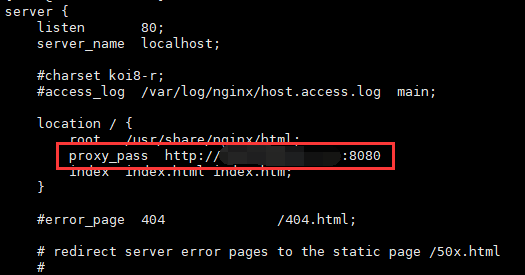 server {
listen 80;
server_name localhost;
#charset koi8-r;
#access_log /var/log/nginx/host.access.log main;
location / {
root /usr/share/nginx/html;
proxy_pass http:// :8080
index index.html index.htm;
}
#error_page 404 /404.html;
# redirect server error pages to the static page /50x.html
#